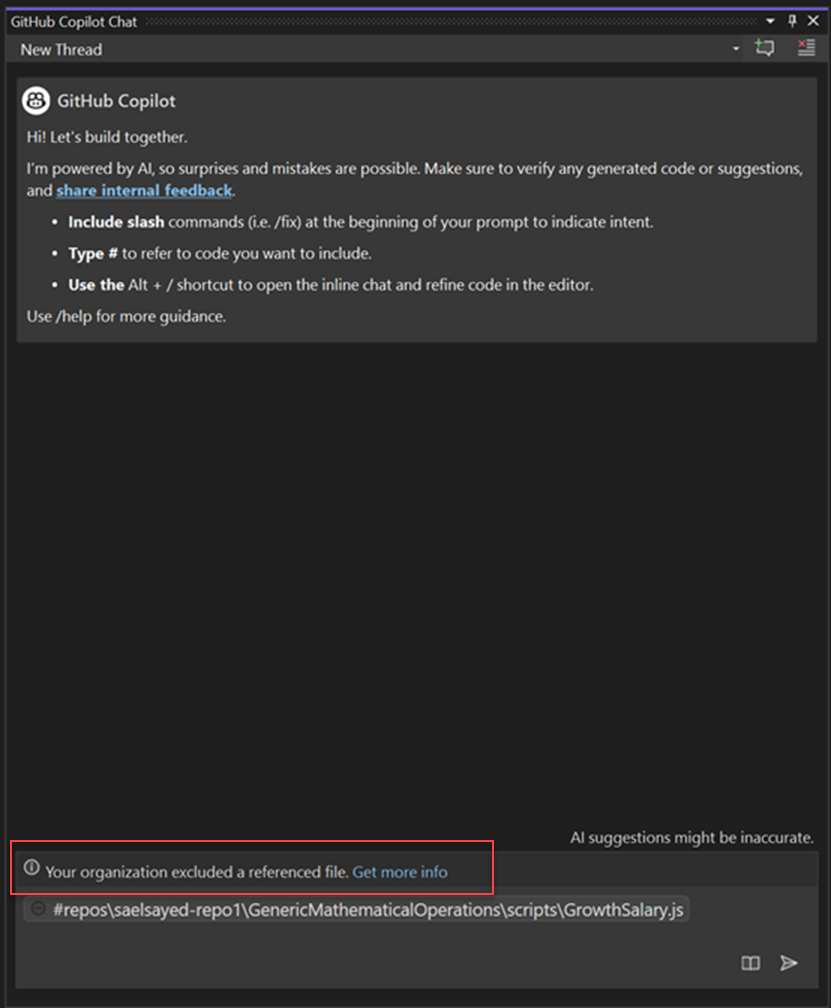 GitHub Copilot Chat
New Thread
GitHub Copilot
Hi! Let's build together.
I'm powered by AI, so surprises and mistakes are possible. Make sure to verify any generated code or suggestions,
and share internal feedback.
• Include slash commands (i.e. /fix) at the beginning of your prompt to indicate intent.
• Type # to refer to code you want to include.
• Use the Alt + / shortcut to open the inline chat and refine code in the editor.
Use /help for more guidance.
AI suggestions might be inaccurate.
Your organization excluded a referenced file. Get more info
#repos\saelsayed-repo1\GenericMathematicalOperations\scripts\GrowthSalary.js